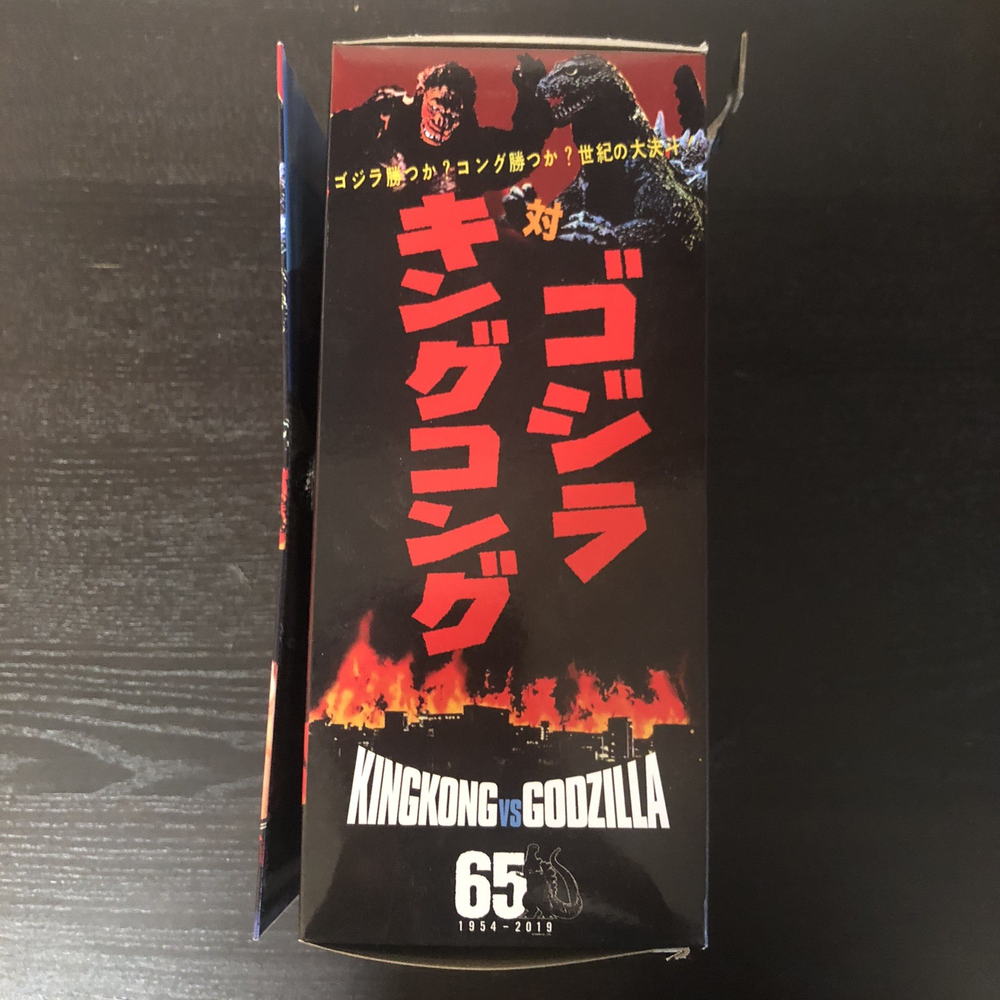 ゴジラ勝つか？コング勝つか？世紀の大決斗！
キングコング
対
ゴジラ
KINGKONG VS GODZILLA
65
1954-2019